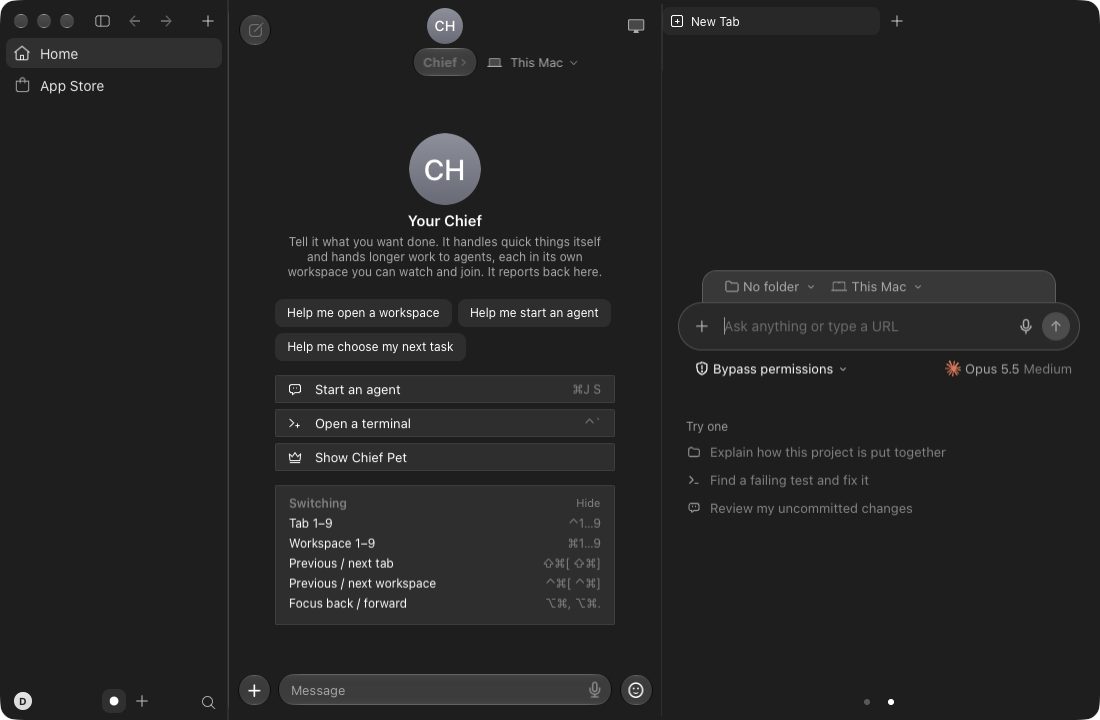 Home
App Store
CH
Chief
This Mac
CH
Your Chief
Tell it what you want done. It handles quick things itself
and hands longer work to agents, each in its own
workspace you can watch and join. It reports back here.
Help me open a workspace
Help me start an agent
Help me choose my next task
Start an agent ⌘J S
Open a terminal ^`
Show Chief Pet
Switching Hide
Tab 1–9 ^1…9
Workspace 1–9 ⌘1…9
Previous / next tab ⇧⌘[ ⇧⌘]
Previous / next workspace ^⌘[ ^⌘]
Focus back / forward ⌥⌘, ⌥⌘.
Message
D
New Tab
No folder
This Mac
Ask anything or type a URL
Bypass permissions
Opus 5.5 Medium
Try one
Explain how this project is put together
Find a failing test and fix it
Review my uncommitted changes